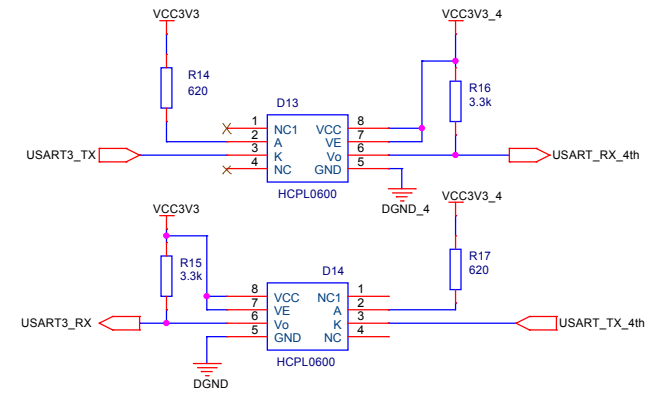 VCC3V3
VCC3V3_4
R14
620
D13
R16
3.3k
1
2
3
4
NC1
A
K
NC
VCC
VE
Vo
GND
8
7
6
5
USART3_TX
USART_RX_4th
HCPL0600
DGND_4
VCC3V3
VCC3V3_4
R15
3.3k
D14
R17
620
8
7
6
5
VCC
VE
Vo
GND
NC1
A
K
NC
1
2
3
4
USART3_RX
USART_TX_4th
HCPL0600
DGND